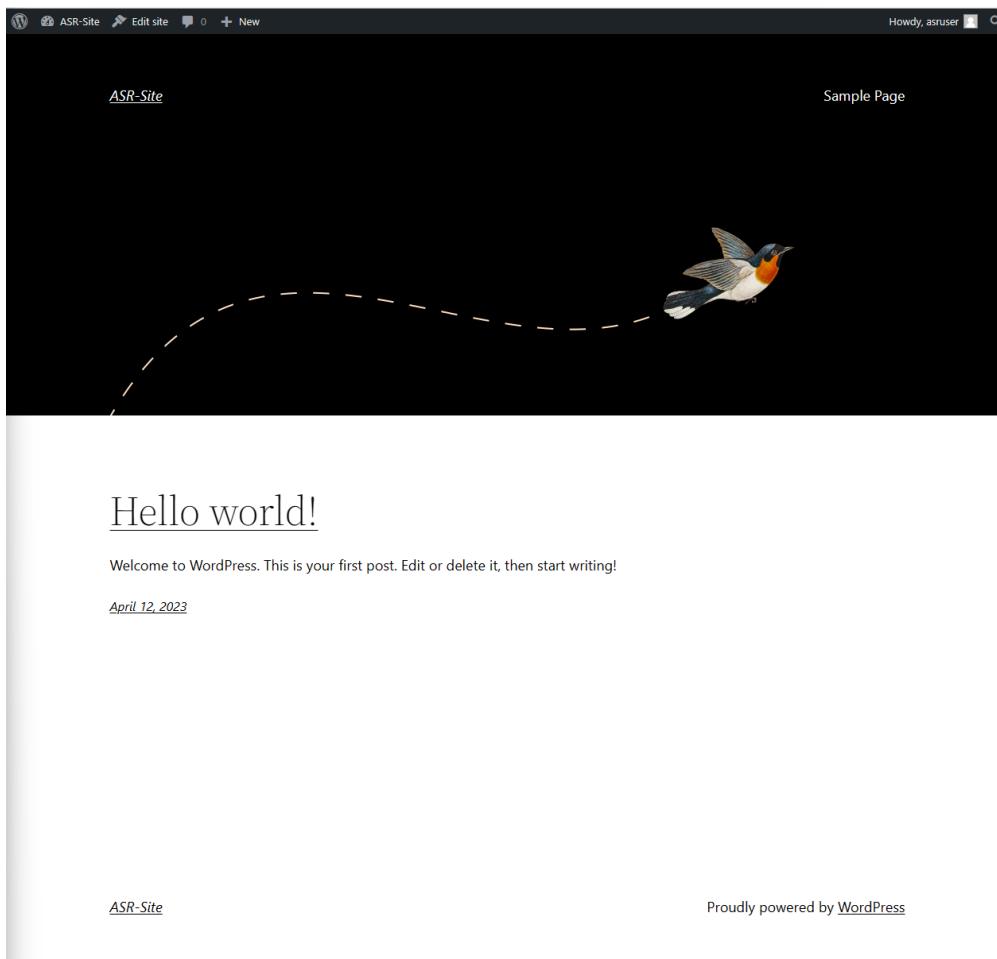 ASR-Site Edit site 0 New Howdy, asruser
ASR-Site Sample Page
Hello world!
Welcome to WordPress. This is your first post. Edit or delete it, then start writing!
April 12, 2023
ASR-Site Proudly powered by WordPress